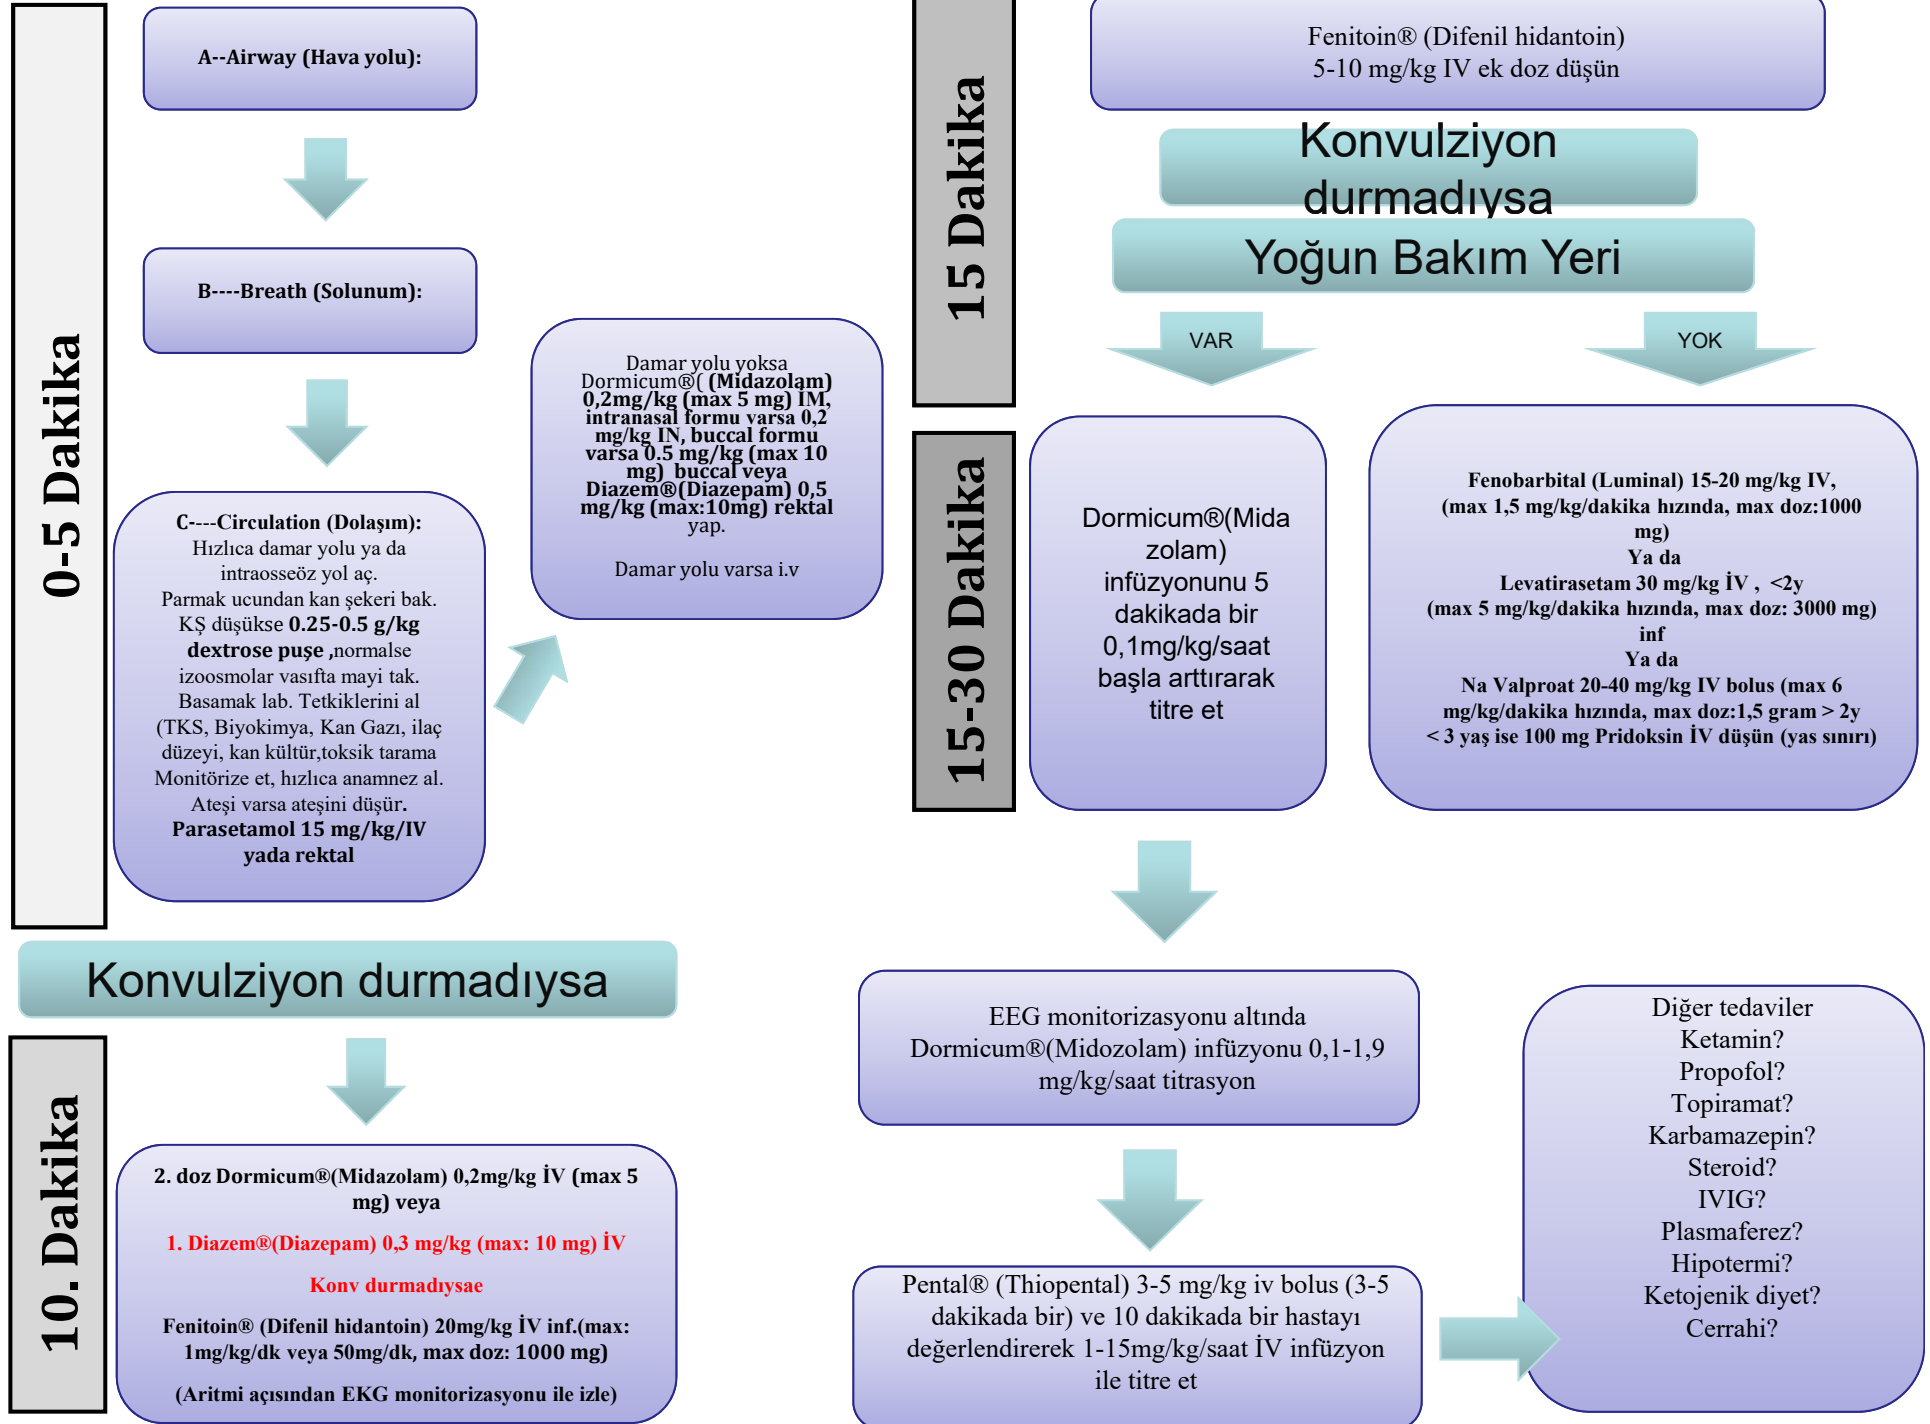 0-5 Dakika
A--Airway (Hava yolu):
B----Breath (Solunum):
C----Circulation (Dolaşım):
Hızlıca damar yolu ya da
intraosseöz yol aç.
Parmak ucundan kan şekeri bak.
KŞ düşükse 0.25-0.5 g/kg
dextrose puşe ,normalse
izoosmolar vasıfta mayi tak.
Basamak lab. Tetkiklerini al
(TKS, Biyokimya, Kan Gazı, ilaç
düzeyi, kan kültür,toksik tarama
Monitörize et, hızlıca anamnez al.
Ateşi varsa ateşini düşür.
Parasetamol 15 mg/kg/IV
yada rektal
Damar yolu yoksa
Dormicum®( (Midazolam)
0,2mg/kg (max 5 mg) İM,
intranasal formu varsa 0,2
mg/kg IN, buccal formu
varsa 0.5 mg/kg (max 10
mg) buccal veya
Diazem®(Diazepam) 0,5
mg/kg (max:10mg) rektal
yap.
Damar yolu varsa i.v
Konvulziyon durmadıysa
10. Dakika
2. doz Dormicum®(Midazolam) 0,2mg/kg İV (max 5
mg) veya
1. Diazem®(Diazepam) 0,3 mg/kg (max: 10 mg) İV
Konv durmadıysae
Fenitoin® (Difenil hidantoin) 20mg/kg İV inf.(max:
1mg/kg/dk veya 50mg/dk, max doz: 1000 mg)
(Aritmi açısından EKG monitorizasyonu ile izle)
15 Dakika
Fenitoin® (Difenil hidantoin)
5-10 mg/kg IV ek doz düşün
Konvulziyon
durmadıysa
Yoğun Bakım Yeri
VAR
YOK
15-30 Dakika
Dormicum®(Mida
zolam)
infüzyonunu 5
dakikada bir
0,1mg/kg/saat
başla arttırarak
titre et
Fenobarbital (Luminal) 15-20 mg/kg IV,
(max 1,5 mg/kg/dakika hızında, max doz:1000
mg)
Ya da
Levatirasetam 30 mg/kg İV , <2y
(max 5 mg/kg/dakika hızında, max doz: 3000 mg)
inf
Ya da
Na Valproat 20-40 mg/kg IV bolus (max 6
mg/kg/dakika hızında, max doz:1,5 gram > 2y
< 3 yaş ise 100 mg Pridoksin İV düşün (yas sınırı)
EEG monitorizasyonu altında
Dormicum®(Midozolam) infüzyonu 0,1-1,9
mg/kg/saat titrasyon
Pental® (Thiopental) 3-5 mg/kg iv bolus (3-5
dakikada bir) ve 10 dakikada bir hastayı
değerlendirerek 1-15mg/kg/saat İV infüzyon
ile titre et
Diğer tedaviler
Ketamin?
Propofol?
Topiramat?
Karbamazepin?
Steroid?
IVIG?
Plasmaferez?
Hipotermi?
Ketojenik diyet?
Cerrahi?